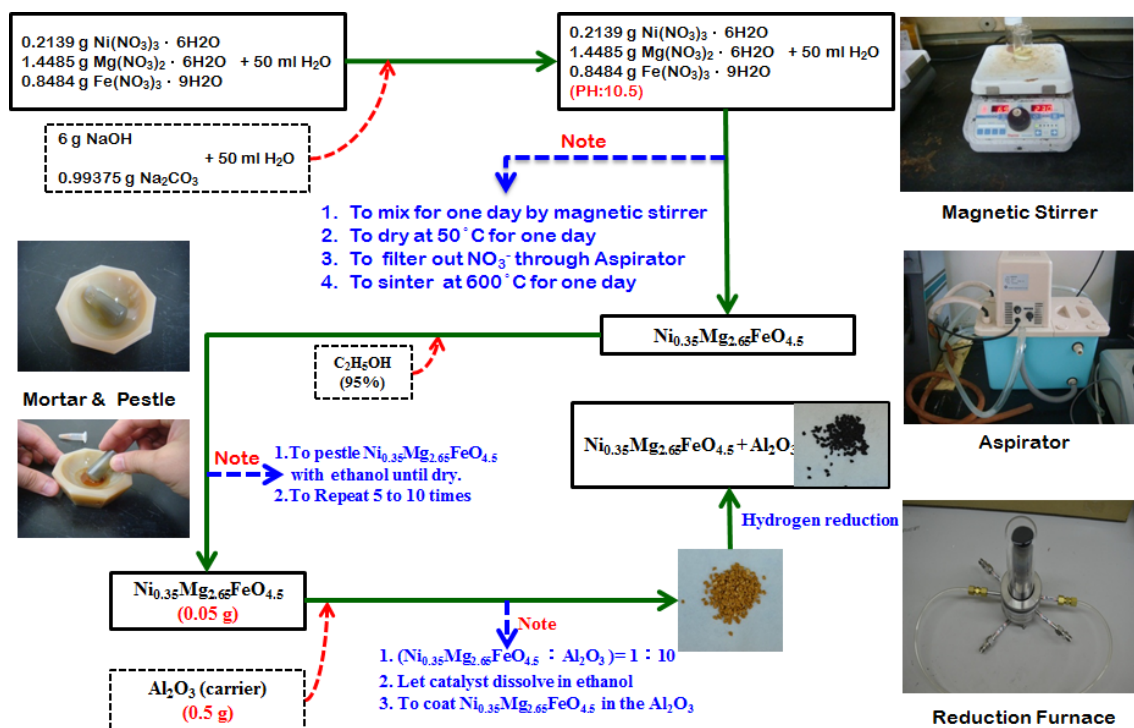 0.2139 g Ni(NO₃)₃ · 6H2O
1.4485 g Mg(NO₃)₂ · 6H2O + 50 ml H₂O
0.8484 g Fe(NO₃)₃ · 9H2O
0.2139 g Ni(NO₃)₃ · 6H2O
1.4485 g Mg(NO₃)₂ · 6H2O + 50 ml H₂O
0.8484 g Fe(NO₃)₃ · 9H2O
(PH:10.5)
6 g NaOH
+ 50 ml H₂O
0.99375 g Na₂CO₃
Note
1. To mix for one day by magnetic stirrer
2. To dry at 50°C for one day
3. To filter out NO₃⁻ through Aspirator
4. To sinter at 600°C for one day
Magnetic Stirrer
Ni₀.₃₅Mg₂.₆₅FeO₄.₅
C₂H₅OH
(95%)
Mortar & Pestle
Note
1.To pestle Ni₀.₃₅Mg₂.₆₅FeO₄.₅
with ethanol until dry.
2.To Repeat 5 to 10 times
Ni₀.₃₅Mg₂.₆₅FeO₄.₅ + Al₂O₃
Aspirator
Hydrogen reduction
Ni₀.₃₅Mg₂.₆₅FeO₄.₅
(0.05 g)
Note
1. (Ni₀.₃₅Mg₂.₆₅FeO₄.₅ : Al₂O₃ )= 1 : 10
2. Let catalyst dissolve in ethanol
3. To coat Ni₀.₃₅Mg₂.₆₅FeO₄.₅ in the Al₂O₃
Al₂O₃ (carrier)
(0.5 g)
Reduction Furnace